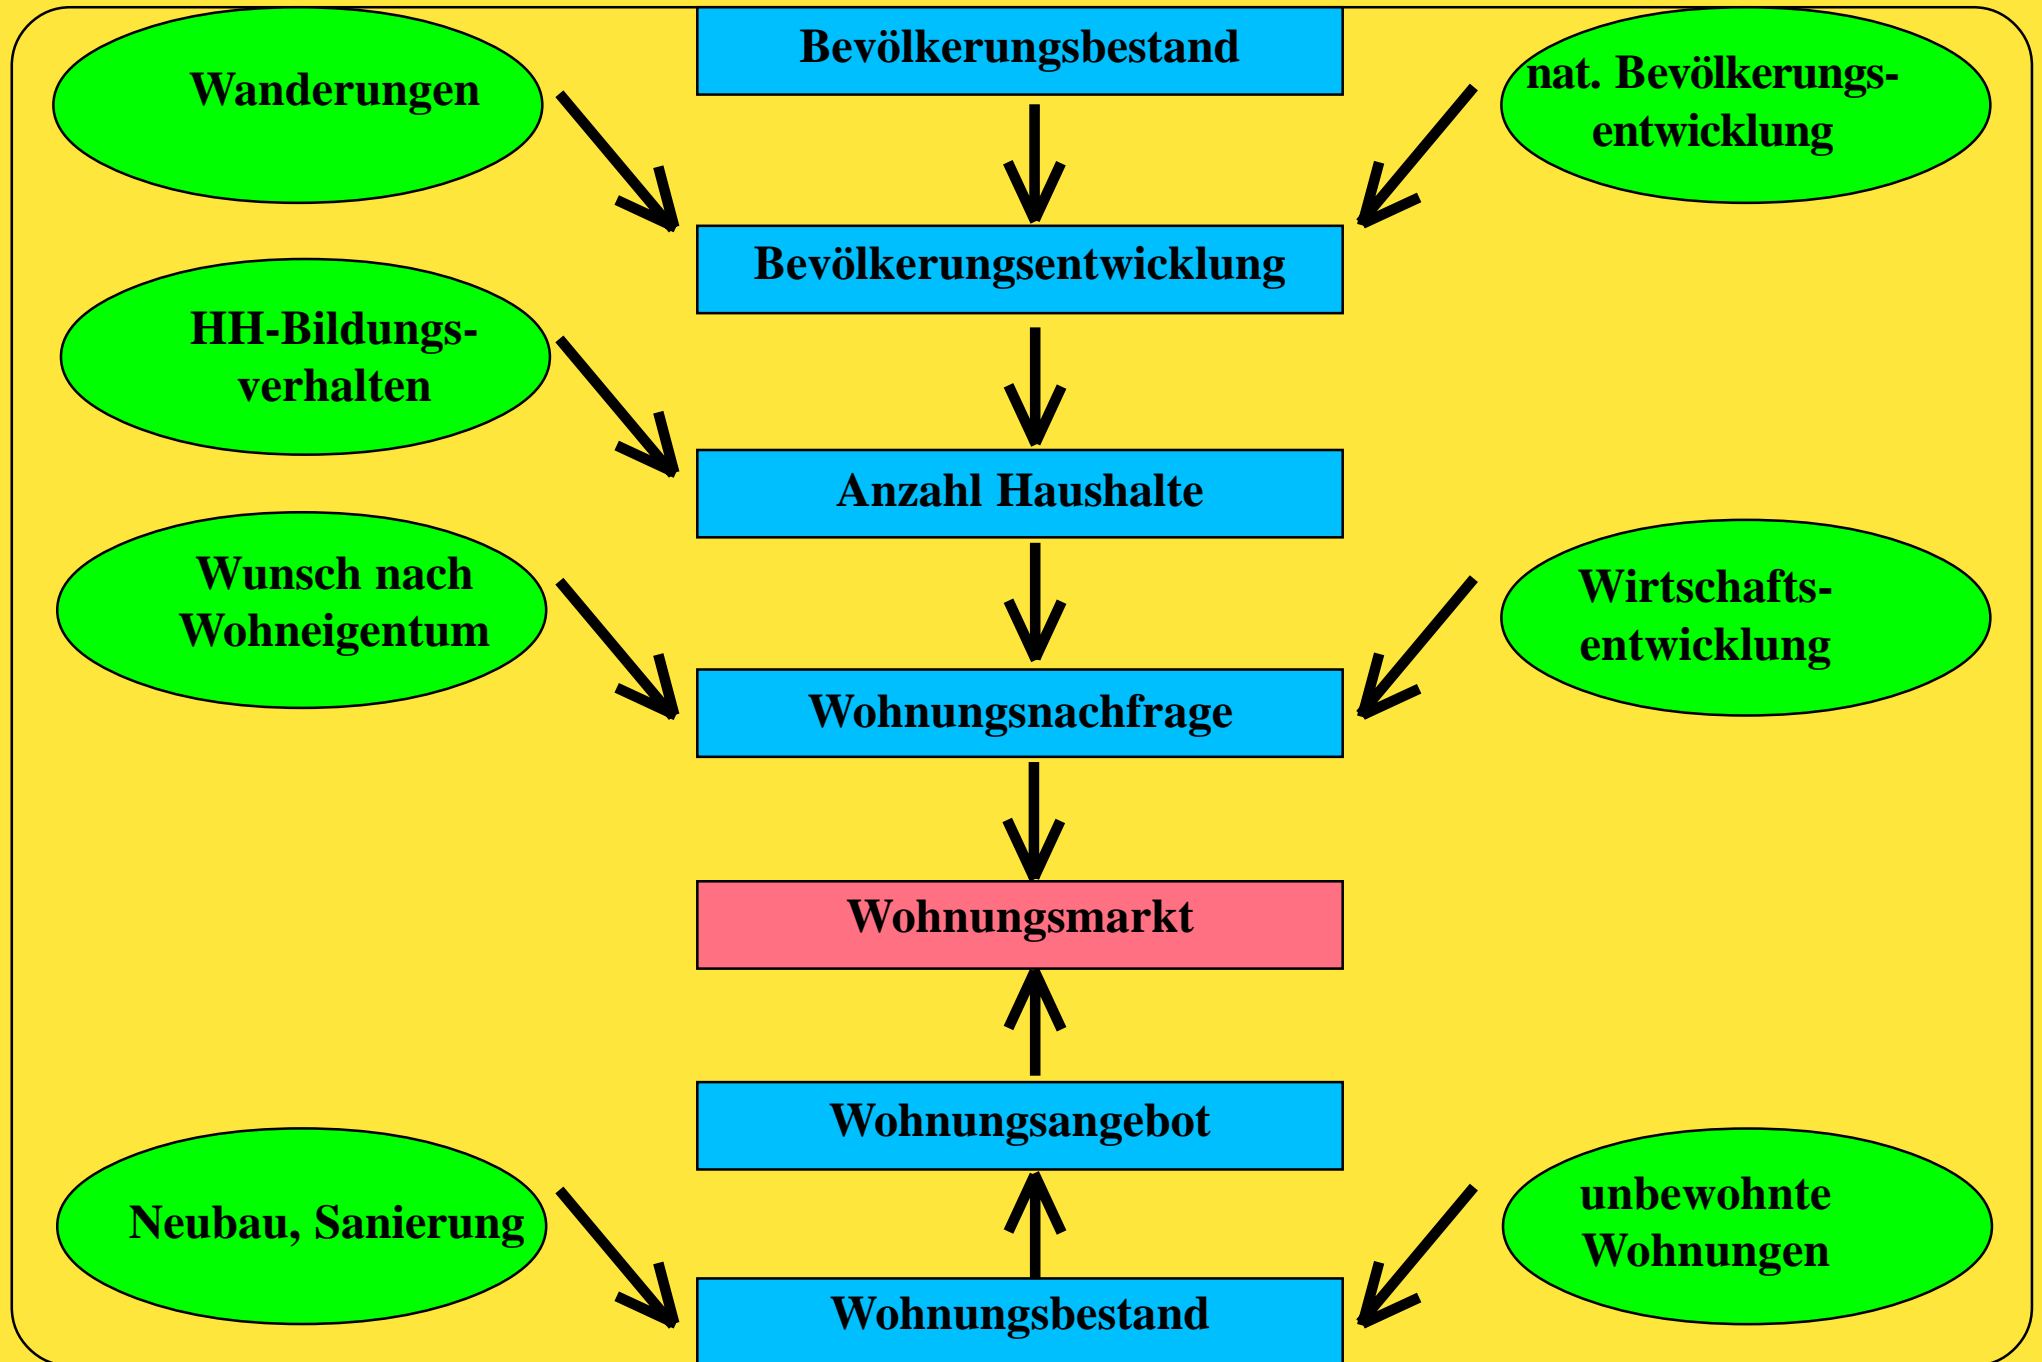 Bevölkerungsbestand
Wanderungen
nat. Bevölkerungs-
entwicklung
Bevölkerungsentwicklung
HH-Bildungs-
verhalten
Anzahl Haushalte
Wunsch nach
Wohneigentum
Wirtschafts-
entwicklung
Wohnungsnachfrage
Wohnungsmarkt
Wohnungsangebot
Neubau, Sanierung
unbewohnte
Wohnungen
Wohnungsbestand